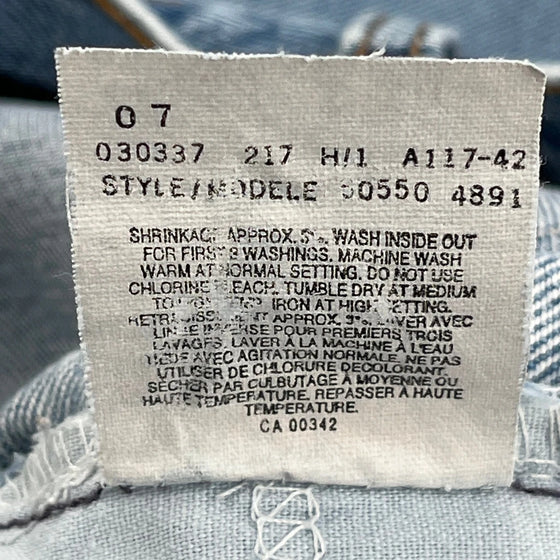 07
030337 217 H/1 A117-42
STYLE/MODELE 50550 4891
SHRINKAGE APPROX. 3%. WASH INSIDE OUT
FOR FIRST 3 WASHINGS. MACHINE WASH
WARM AT NORMAL SETTING. DO NOT USE
CHLORINE BLEACH. TUMBLE DRY AT MEDIUM
TO IRON AT HIGH SETTING.
APPROX. 3%. LAVER AVEC
INVERSE POUR PREMIERS TROIS
LAVAGES. LAVER À LA MACHINE À L'EAU
AVEC AGITATION NORMALE. NE PAS
UTILISER DE CHLORURE DECOLORANT.
SÉCHER PAR CULBUTAGE À MOYENNE OU
HAUTE TEMPERATURE. REPASSER À HAUTE
TEMPERATURE.
CA 00342